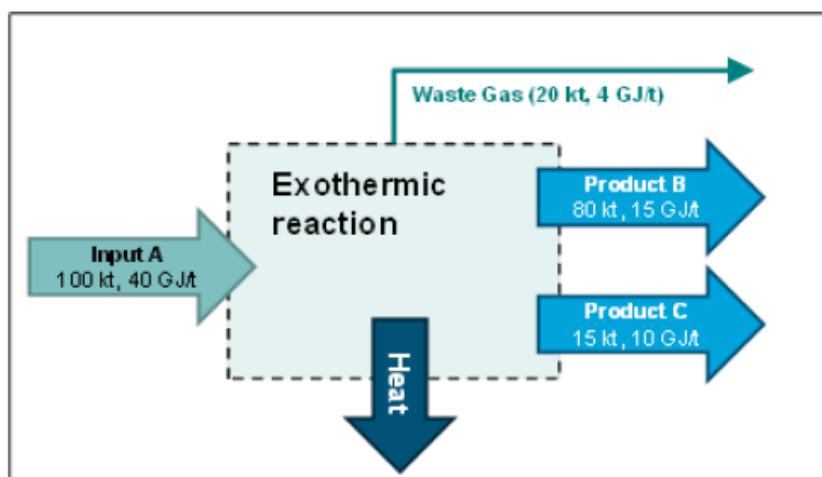 Waste Gas (20 kt, 4 GJ/t)
Exothermic
reaction
Product B
80 kt, 15 GJ/t
Input A
100 kt, 40 GJ/t
Product C
15 kt, 10 GJ/t
Heat